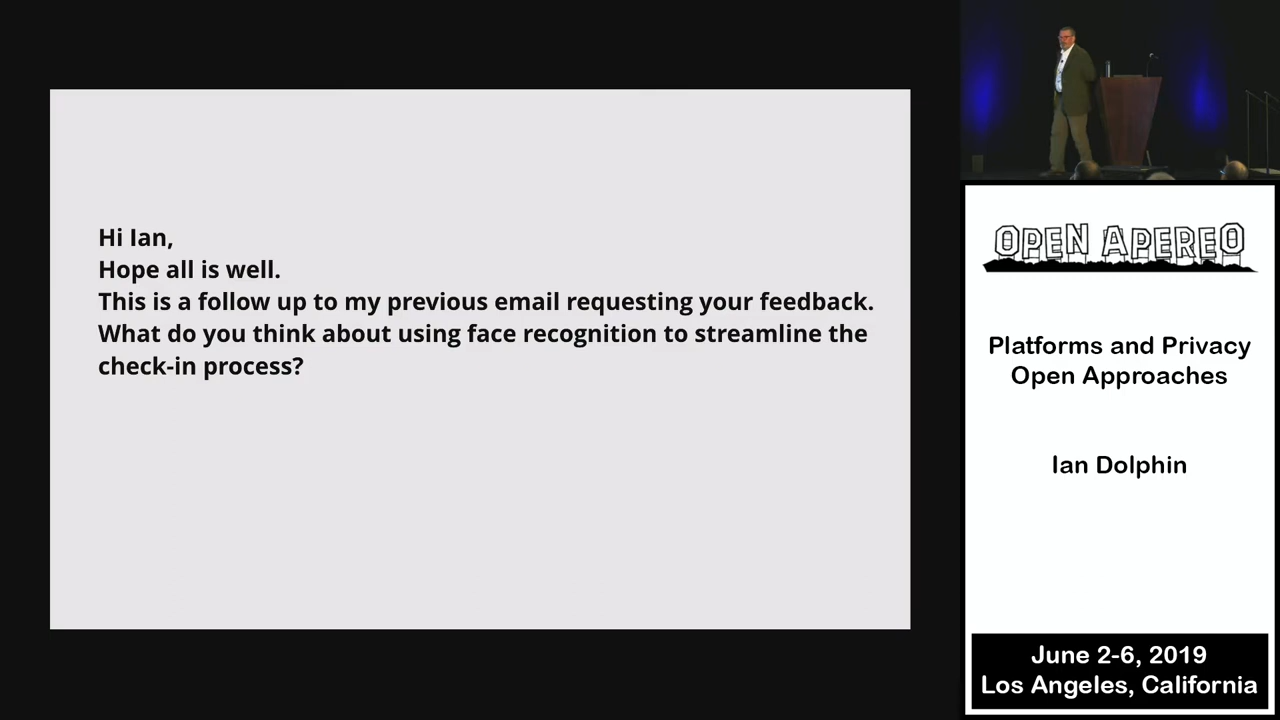 Hi Ian,
Hope all is well.
This is a follow up to my previous email requesting your feedback.
What do you think about using face recognition to streamline the
check-in process?
OPEN APEREO
Platforms and Privacy
Open Approaches
Ian Dolphin
June 2-6, 2019
Los Angeles, California